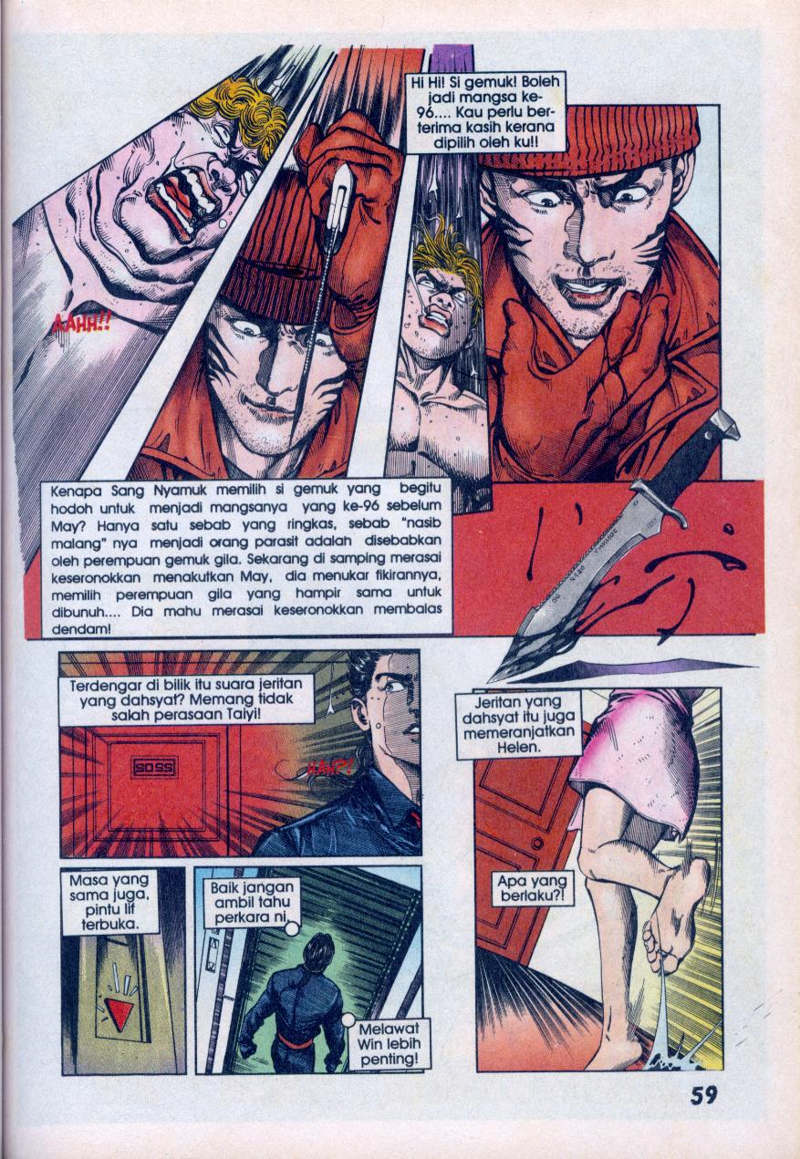 Hi Hi! Si gemuk! Boleh
jadi mangsa ke-
96.... Kau perlu ber-
terima kasih kerana
dipilih oleh ku!!
AAHH!!
Kenapa Sang Nyamuk memilih si gemuk yang begitu
hodoh untuk menjadi mangsanya yang ke-96 sebelum
May? Hanya satu sebab yang ringkas, sebab "nasib
malang" nya menjadi orang parasit adalah disebabkan
oleh perempuan gemuk gila. Sekarang di samping merasai
keseronokkan menakutkan May, dia menukar fikirannya,
memilih perempuan gila yang hampir sama untuk
dibunuh.... Dia mahu merasai keseronokkan membalas
dendam!
Terdengar di bilik itu suara jeritan
yang dahsyat? Memang tidak
salah perasaan Taiyi!
HAH?!
Jeritan yang
dahsyat itu juga
memeranjatkan
Helen.
Apa yang
berlaku?!
Masa yang
sama juga,
pintu lif
terbuka.
Baik jangan
ambil tahu
perkara ni.
Melawat
Win lebih
penting!
59